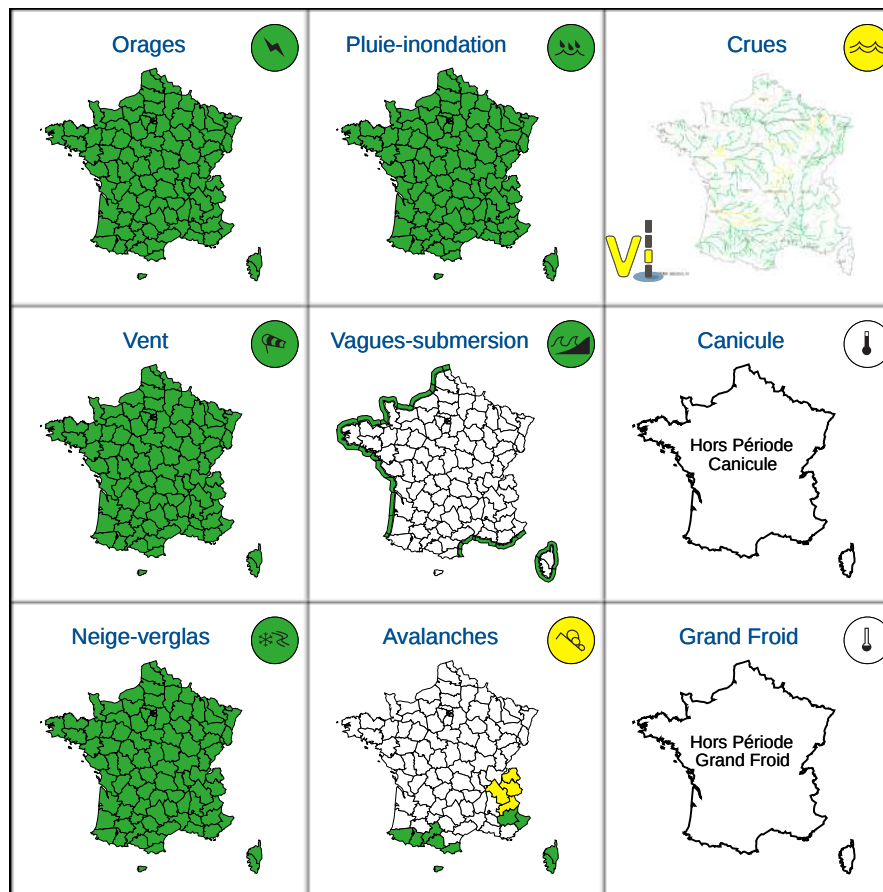 Orages
Pluie-inondation
Crues
Vi
Vent
Vagues-submersion
Canicule
Hors Période
Canicule
Neige-verglas
Avalanches
Grand Froid
Hors Période
Grand Froid